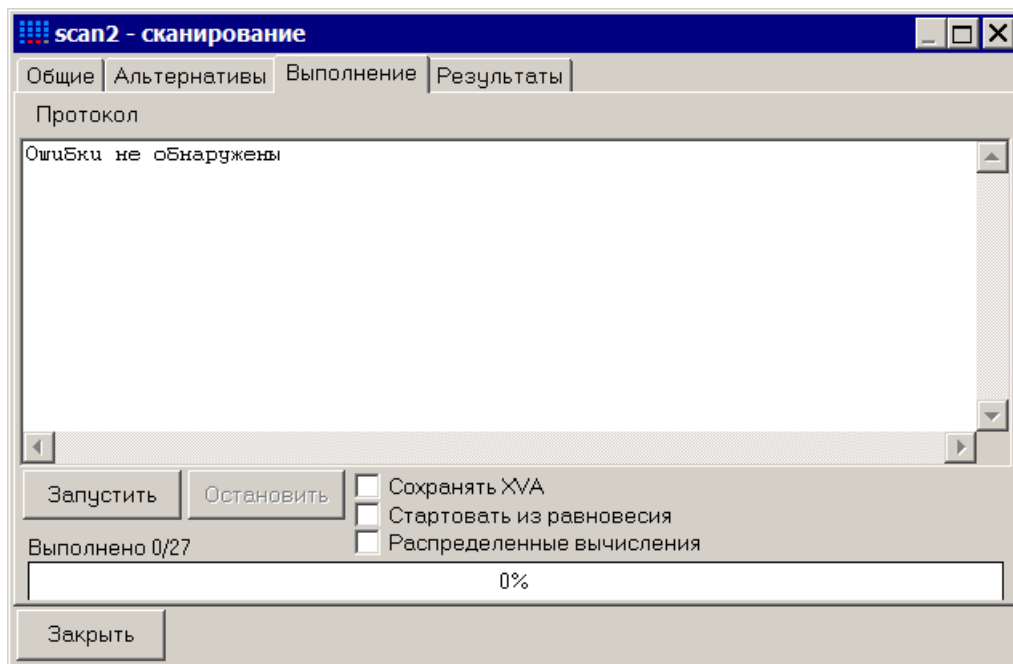 scan2 - сканирование
Общие Альтернативы Выполнение Результаты
Протокол
Ошибки не обнаружены
Запустить Остановить Сохранять XVA
Стартовать из равновесия
Выполнено 0/27 Распределенные вычисления
0%
Закрыть